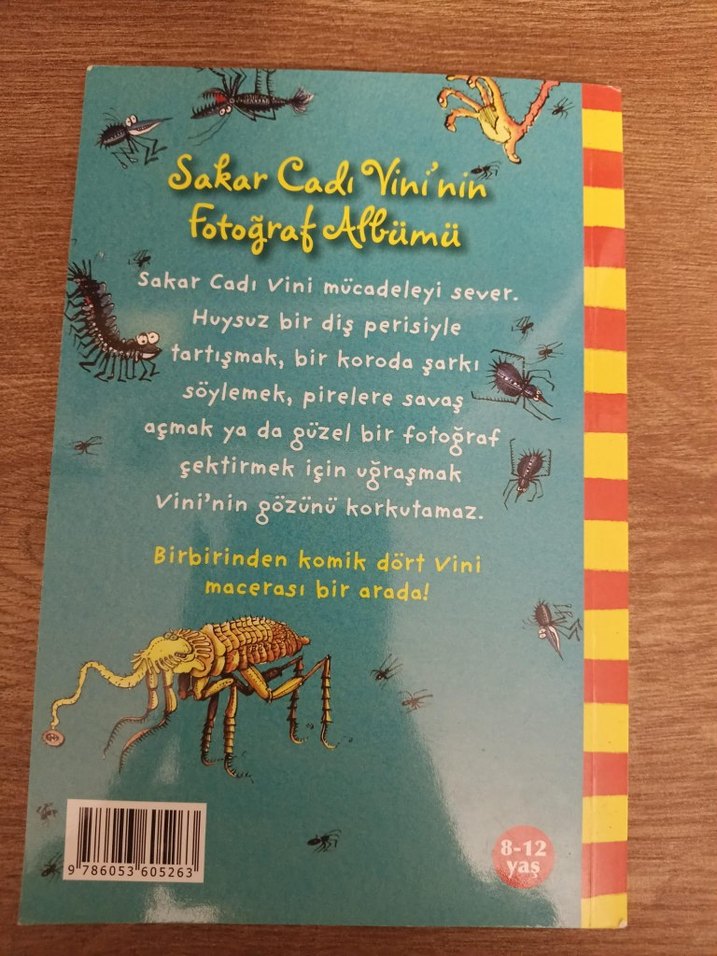 Sakar Cadı Vini'nin
Fotoğraf Albümü
Sakar Cadı Vini mücadeleyi sever.
Huysuz bir diş perisiyle
tartışmak, bir koroda şarkı
söylemek, pirelere savaş
açmak ya da güzel bir fotoğraf
çektirmek için uğraşmak
Vini'nin gözünü korkutamaz.
Birbirinden komik dört Vini
macerası bir arada!
9 786053 605263
8-12
yaş